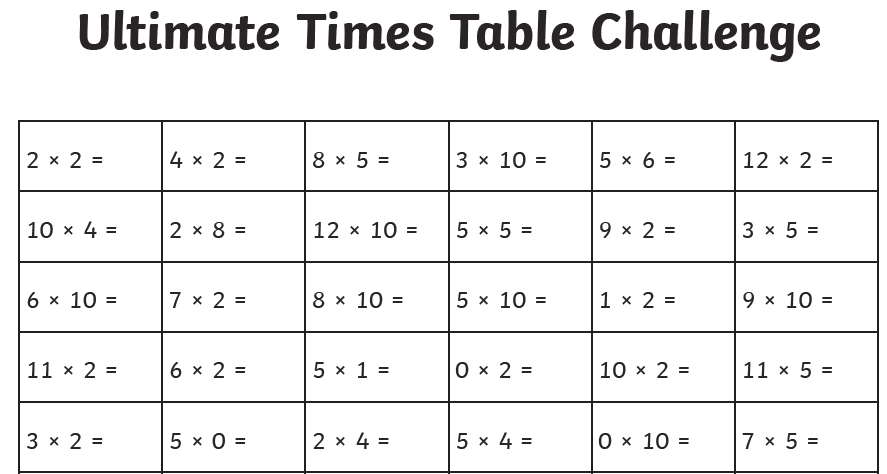 Ultimate Times Table Challenge
2 × 2 = 4 × 2 = 8 × 5 = 3 × 10 = 5 × 6 = 12 × 2 =
10 × 4 = 2 × 8 = 12 × 10 = 5 × 5 = 9 × 2 = 3 × 5 =
6 × 10 = 7 × 2 = 8 × 10 = 5 × 10 = 1 × 2 = 9 × 10 =
11 × 2 = 6 × 2 = 5 × 1 = 0 × 2 = 10 × 2 = 11 × 5 =
3 × 2 = 5 × 0 = 2 × 4 = 5 × 4 = 0 × 10 = 7 × 5 =